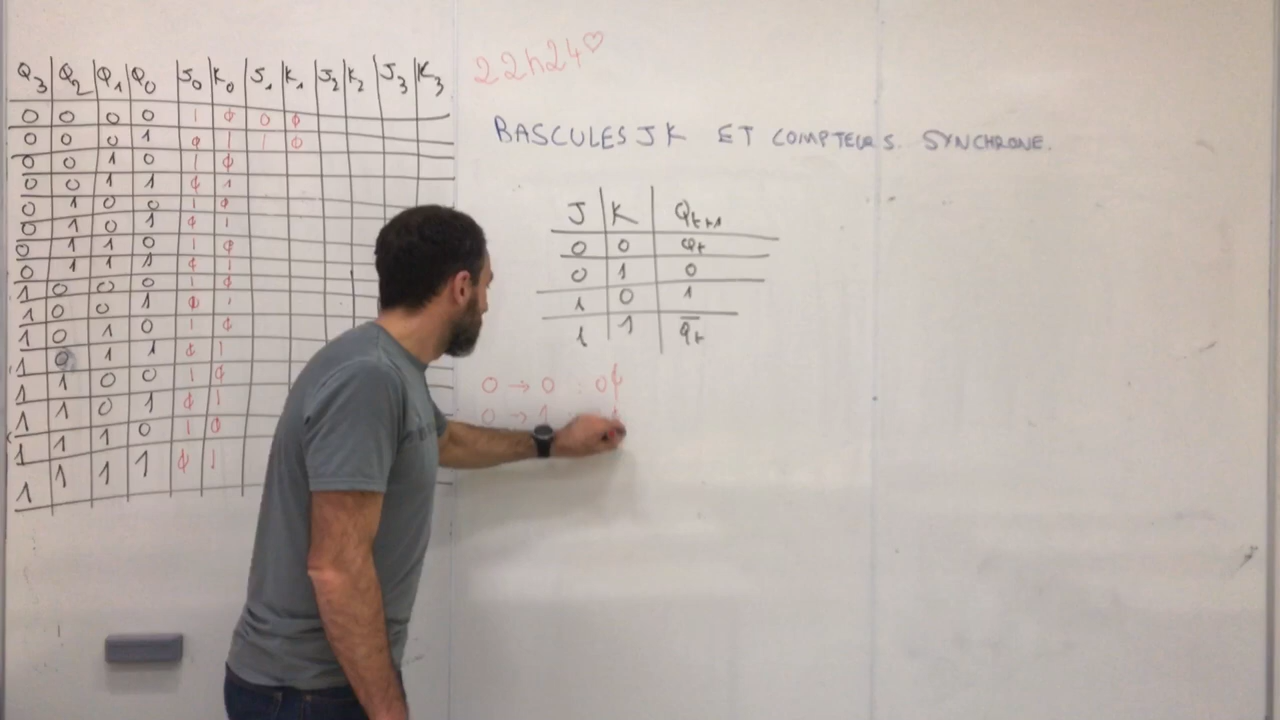 22h24♡
BASCULES JK ET COMPTEURS SYNCHRONE.
Q3 Q2 Q1 Q0 J0 K0 J1 K1 J2 K2 J3 K3
0 0 0 0 1 ϕ 0 ϕ
0 0 0 1 ϕ 1 1 ϕ
0 0 1 0 1 ϕ
0 0 1 1 ϕ 1
0 1 0 0 1 ϕ
0 1 0 1 ϕ 1
0 1 1 0 1 ϕ
0 1 1 1 ϕ 1
1 0 0 0 1 ϕ
1 0 0 1 ϕ 1
1 0 1 0 1 ϕ
1 0 1 1 ϕ 1
1 1 0 0 1 ϕ
1 1 0 1 ϕ 1
1 1 1 0 1 ϕ
1 1 1 1 ϕ 1
J K Qt+1
0 0 Qt
0 1 0
1 0 1
1 1 Q̅t
0 → 0 : 0ϕ
0 → 1 :